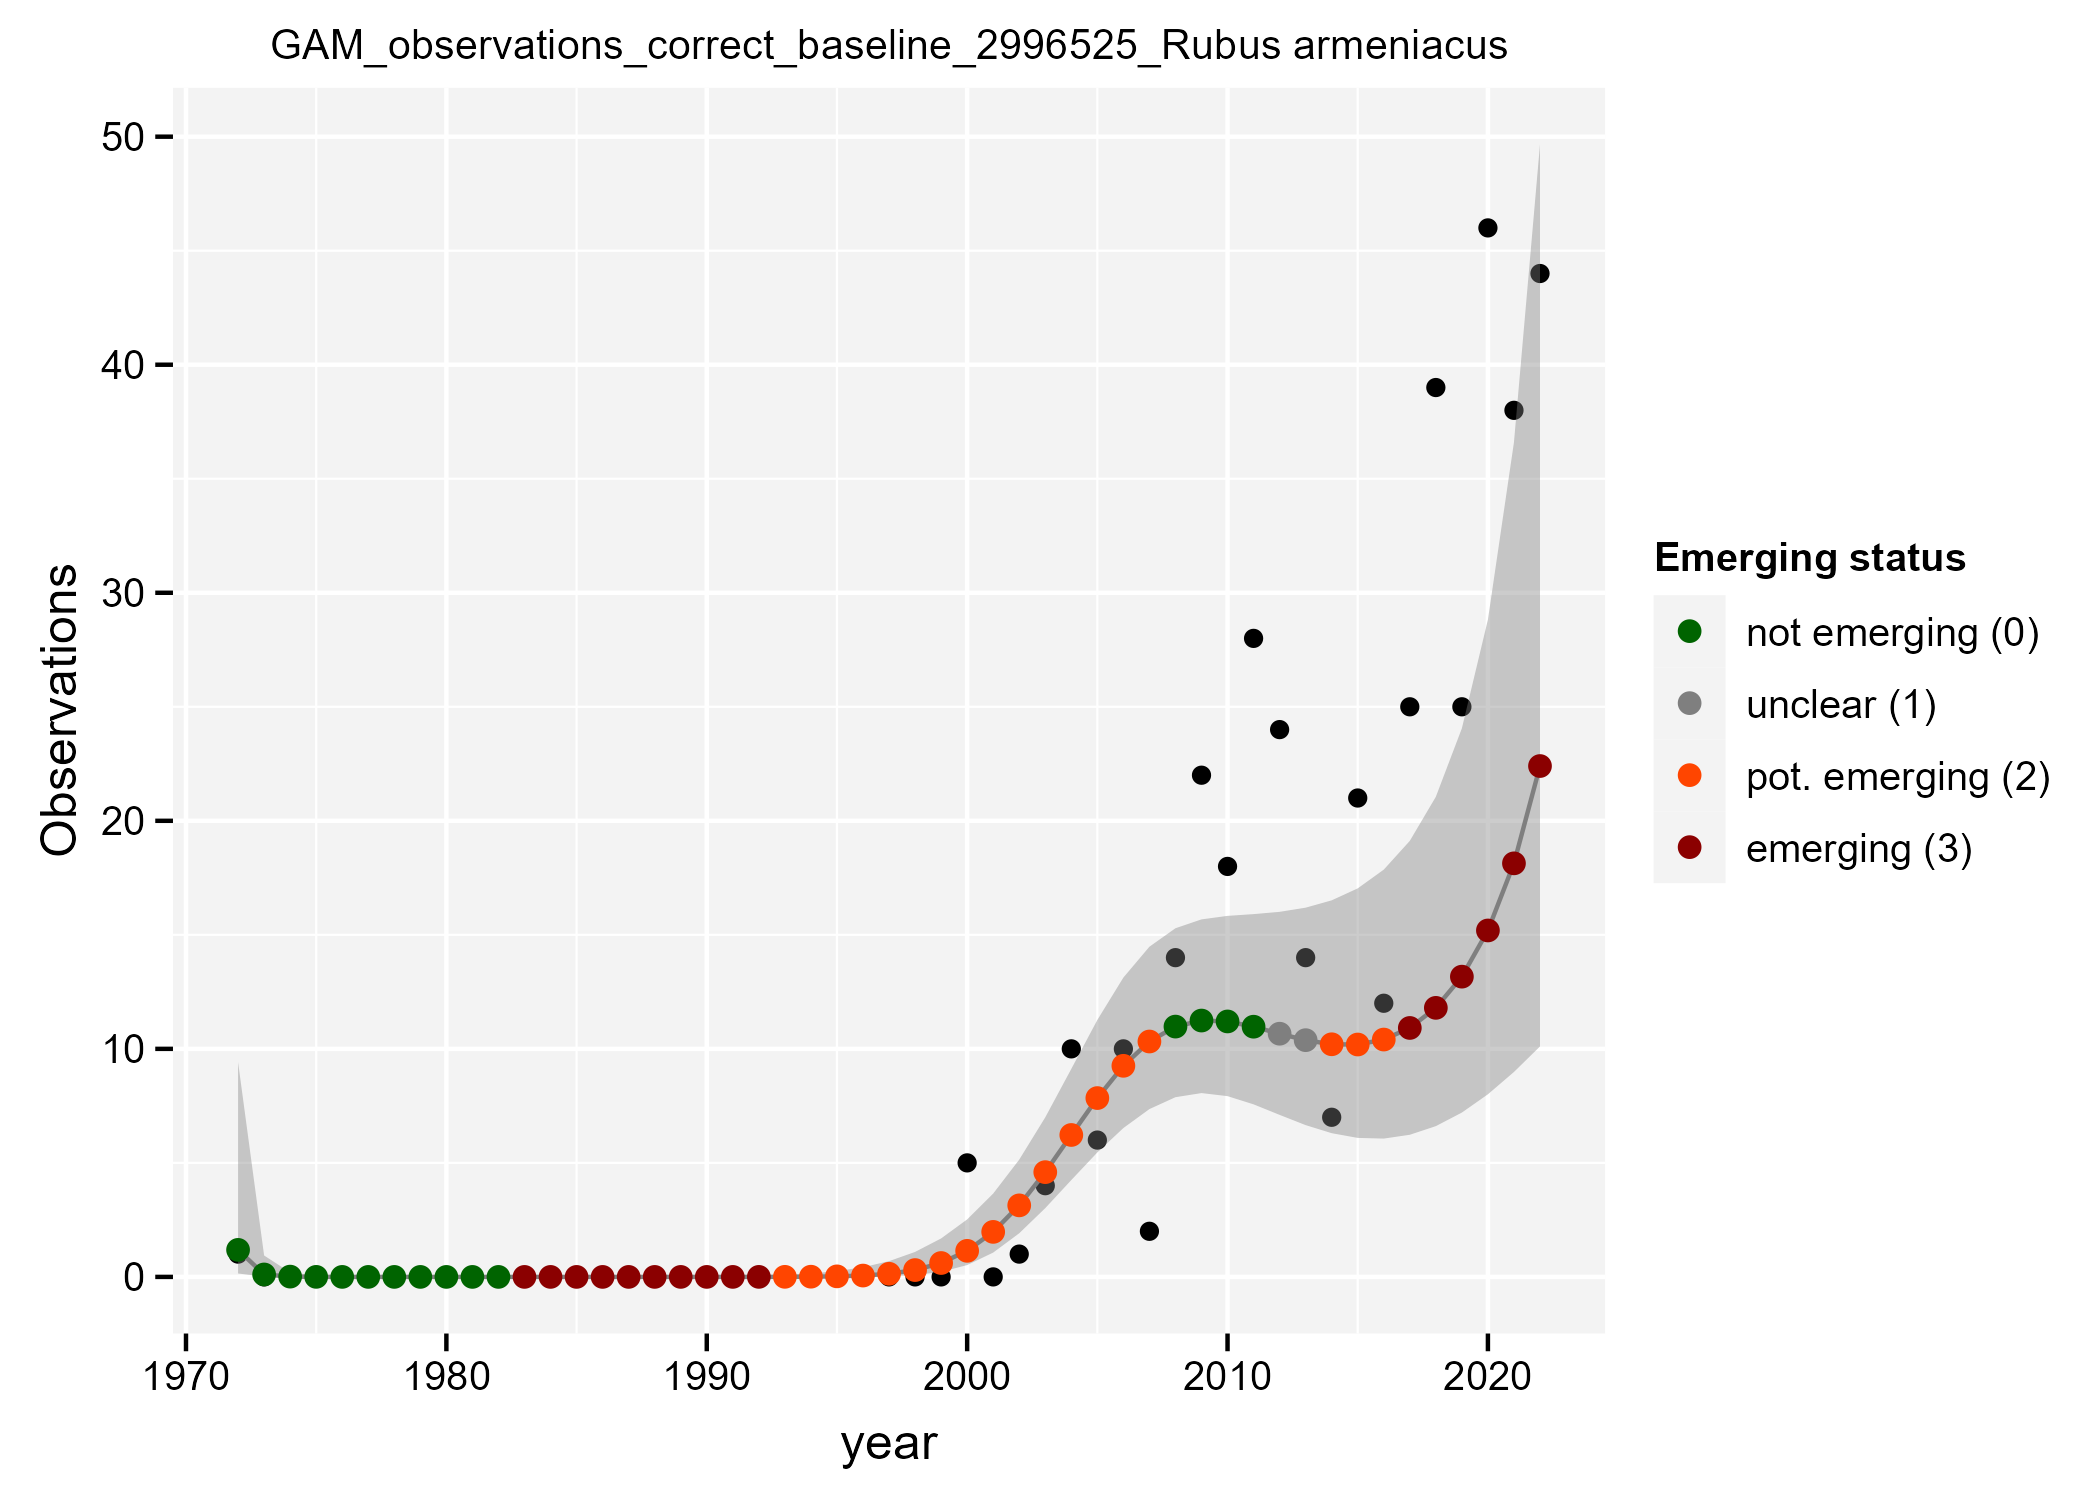 GAM_observations_correct_baseline_2996525_Rubus armeniacus
50
40
30
20
10
0
Observations
1970
1980
1990
2000
2010
2020
year
Emerging status
not emerging (0)
unclear (1)
pot. emerging (2)
emerging (3)